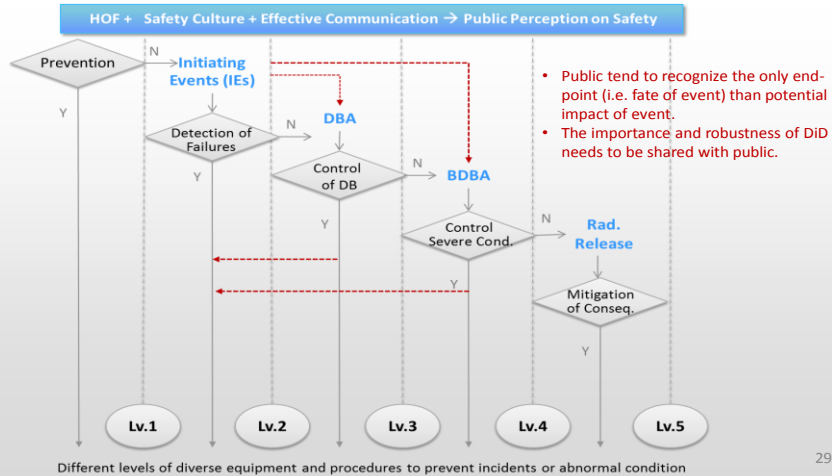 HOF + Safety Culture + Effective Communication → Public Perception on Safety
Prevention
N
Initiating
Events (IEs)
Y
Detection of
Failures
N
DBA
Y
Control
of DB
N
BDBA
Y
Control
Severe Cond.
N
Rad.
Release
Y
Mitigation
of Conseq.
Y
• Public tend to recognize the only end-
point (i.e. fate of event) than potential
impact of event.
• The importance and robustness of DiD
needs to be shared with public.
Lv.1
Lv.2
Lv.3
Lv.4
Lv.5
Different levels of diverse equipment and procedures to prevent incidents or abnormal condition
29